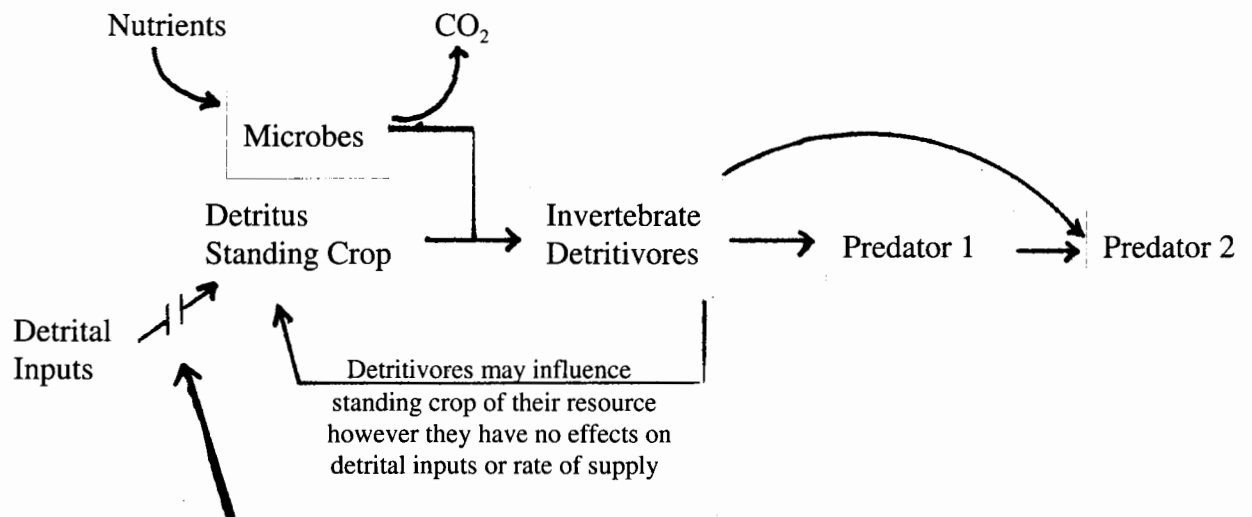 Nutrients
CO₂
Microbes
Detritus
Standing Crop
Invertebrate
Detritivores
Predator 1
Predator 2
Detrital
Inputs
Detritivores may influence
standing crop of their resource
however they have no effects on
detrital inputs or rate of supply